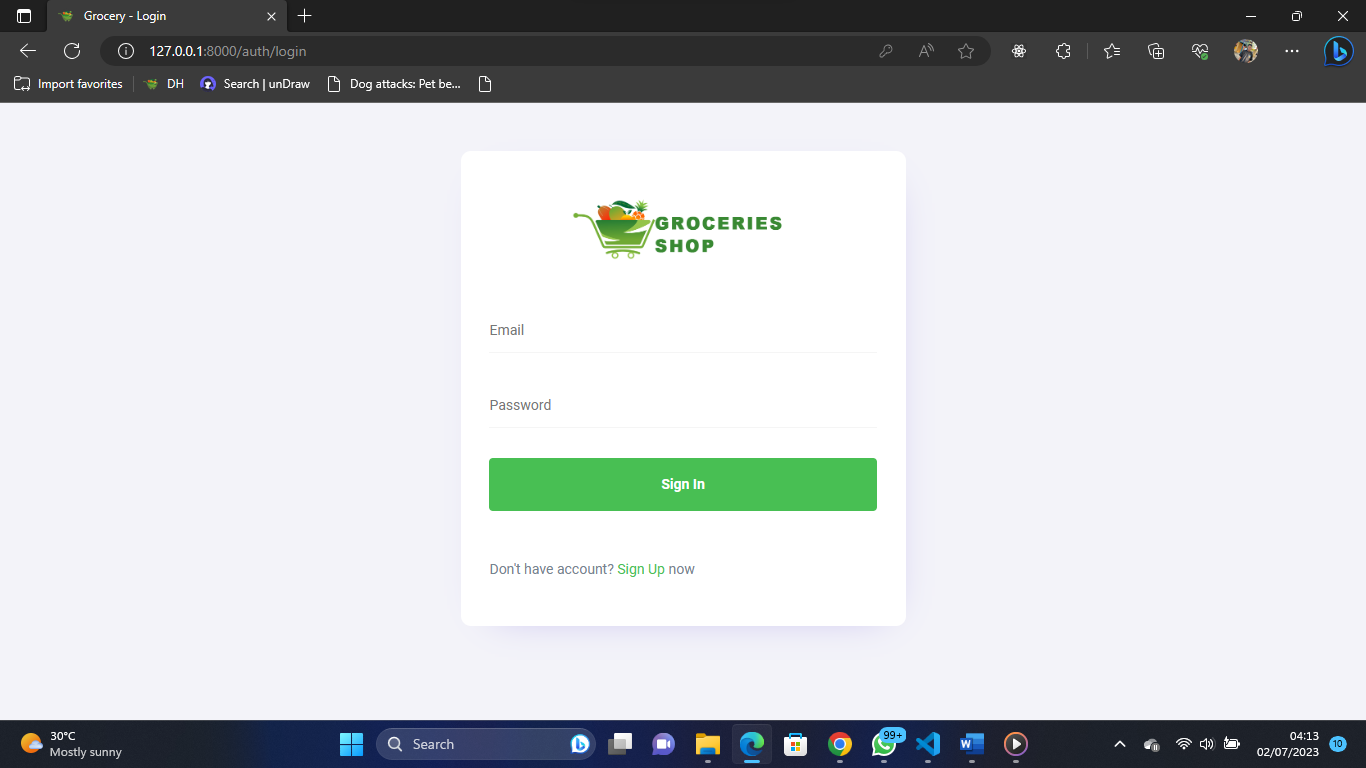 Grocery - Login
127.0.0.1:8000/auth/login
Import favorites
DH
Search | unDraw
Dog attacks: Pet be...
GROCERIES
SHOP
Email
Password
Sign In
Don't have account? Sign Up now
30°C
Mostly sunny
Search
99+
04:13
02/07/2023
10